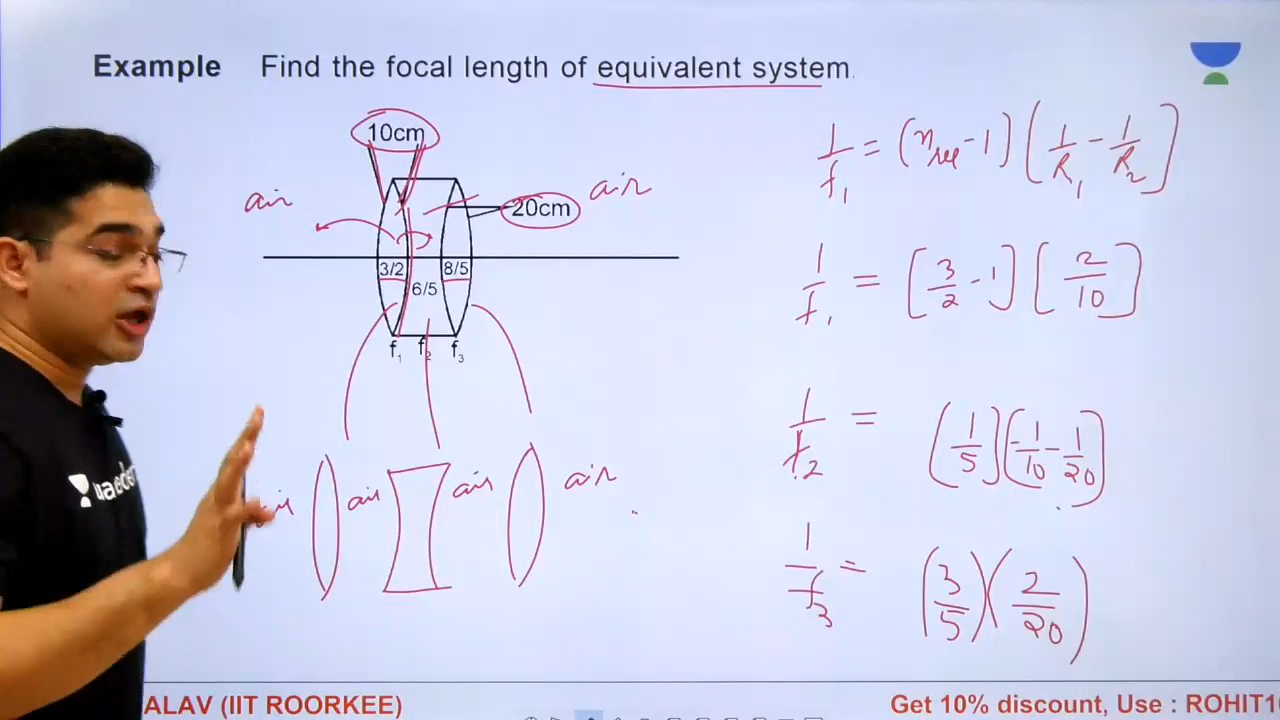 Example Find the focal length of equivalent system.
10cm
air
air
20cm
3/2
8/5
6/5
f₁ f₂ f₃
air air air
1/f₁ = (n_rel - 1) [1/R₁ - 1/R₂]
1/f₁ = [3/2 - 1] [2/10]
1/f₂ = (1/5) (-1/10 - 1/20)
1/f₃ = (3/5) (2/20)
ALAV (IIT ROORKEE)
Get 10% discount, Use : ROHIT1